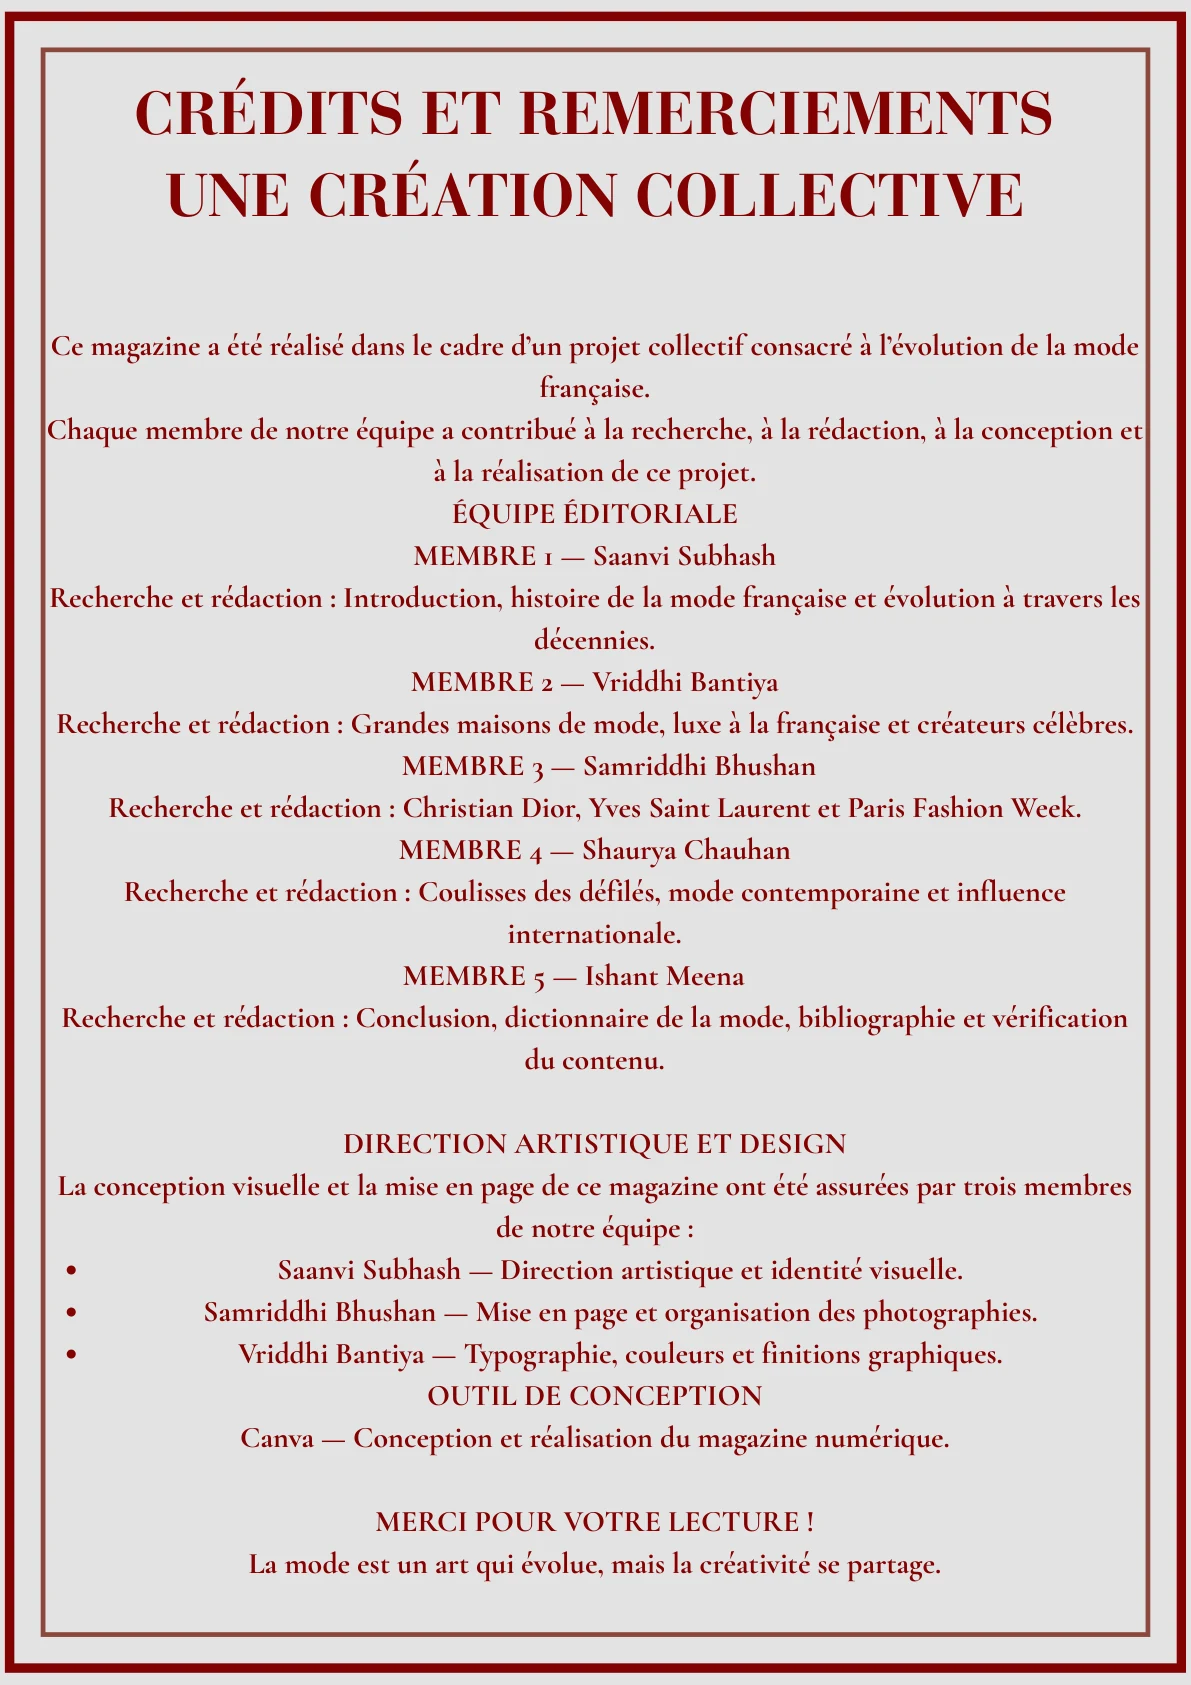 CRÉDITS ET REMERCIEMENTS
UNE CRÉATION COLLECTIVE
Ce magazine a été réalisé dans le cadre d’un projet collectif consacré à l’évolution de la mode
française.
Chaque membre de notre équipe a contribué à la recherche, à la rédaction, à la conception et
à la réalisation de ce projet.
ÉQUIPE ÉDITORIALE
MEMBRE 1 — Saanvi Subhash
Recherche et rédaction : Introduction, histoire de la mode française et évolution à travers les
décennies.
MEMBRE 2 — Vriddhi Bantiya
Recherche et rédaction : Grandes maisons de mode, luxe à la française et créateurs célèbres.
MEMBRE 3 — Samriddhi Bhushan
Recherche et rédaction : Christian Dior, Yves Saint Laurent et Paris Fashion Week.
MEMBRE 4 — Shaurya Chauhan
Recherche et rédaction : Coulisses des défilés, mode contemporaine et influence
internationale.
MEMBRE 5 — Ishant Meena
Recherche et rédaction : Conclusion, dictionnaire de la mode, bibliographie et vérification
du contenu.
DIRECTION ARTISTIQUE ET DESIGN
La conception visuelle et la mise en page de ce magazine ont été assurées par trois membres
de notre équipe :
• Saanvi Subhash — Direction artistique et identité visuelle.
• Samriddhi Bhushan — Mise en page et organisation des photographies.
• Vriddhi Bantiya — Typographie, couleurs et finitions graphiques.
OUTIL DE CONCEPTION
Canva — Conception et réalisation du magazine numérique.
MERCI POUR VOTRE LECTURE !
La mode est un art qui évolue, mais la créativité se partage.